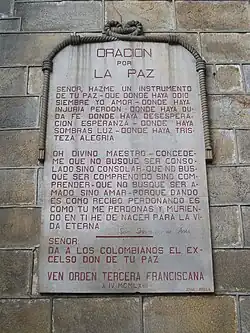 ORACION
POR
LA PAZ
SEÑOR, HAZME UN INSTRUMENTO
DE TU PAZ - QUE DONDE HAYA ODIO
SIEMBRE YO AMOR - DONDE HAYA
INJURIA PERDON - DONDE HAYA DU-
DA FE DONDE HAYA DESESPERA-
CION ESPERANZA - DONDE HAYA
SOMBRAS LUZ - DONDE HAYA TRIS-
TEZA ALEGRIA
OH DIVINO MAESTRO - CONCEDE-
ME QUE NO BUSQUE SER CONSO-
LADO SINO CONSOLAR - QUE NO BUS-
QUE SER COMPRENDIDO SINO COM-
PRENDER - QUE NO BUSQUE SER A-
MADO SINO AMAR - PORQUE DANDO
ES COMO RECIBO PERDONANDO ES
COMO TU ME PERDONAS Y MURIEN-
DO EN TI HE DE NACER PARA LA VI-
DA ETERNA
SEÑOR
DA A LOS COLOMBIANOS EL EX-
CELSO DON DE TU PAZ
VEN ORDEN TERCERA FRANCISCANA